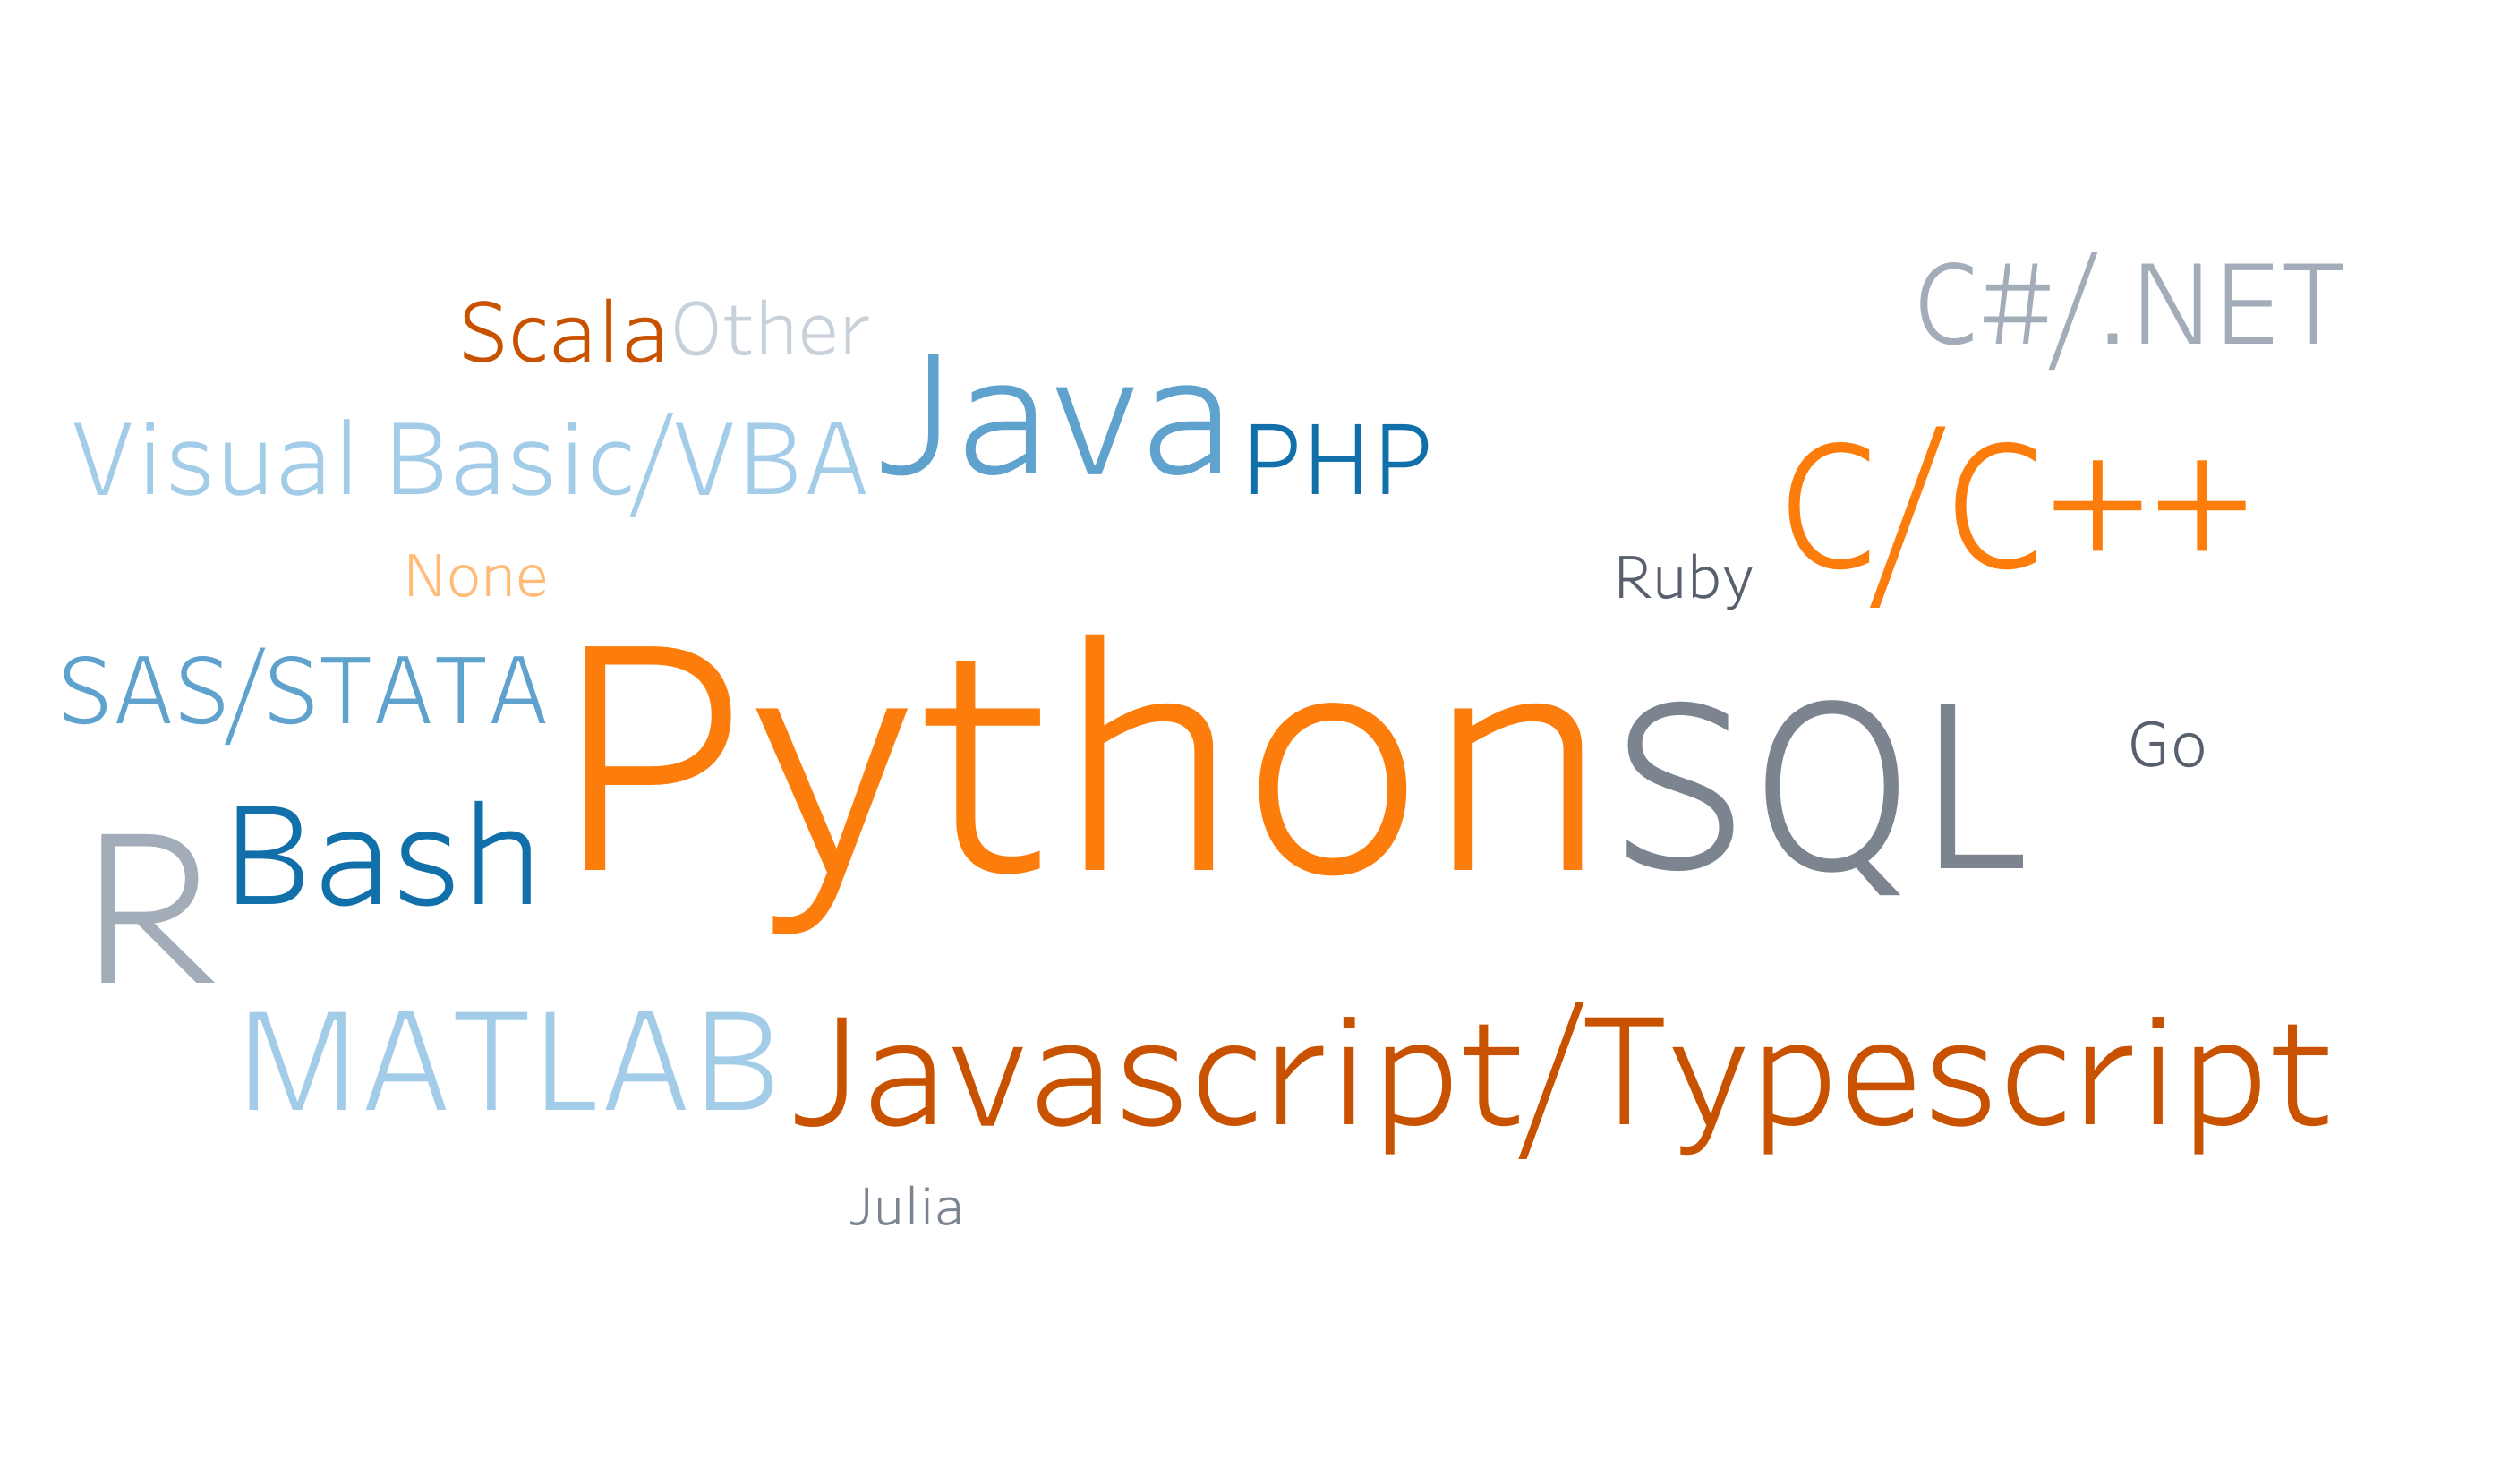 C#/.NET
Scala Other
Visual Basic/VBA Java PHP C/C++
None Ruby
SAS/STATA Python SQL Go
R Bash
MATLAB Javascript/Typescript
Julia